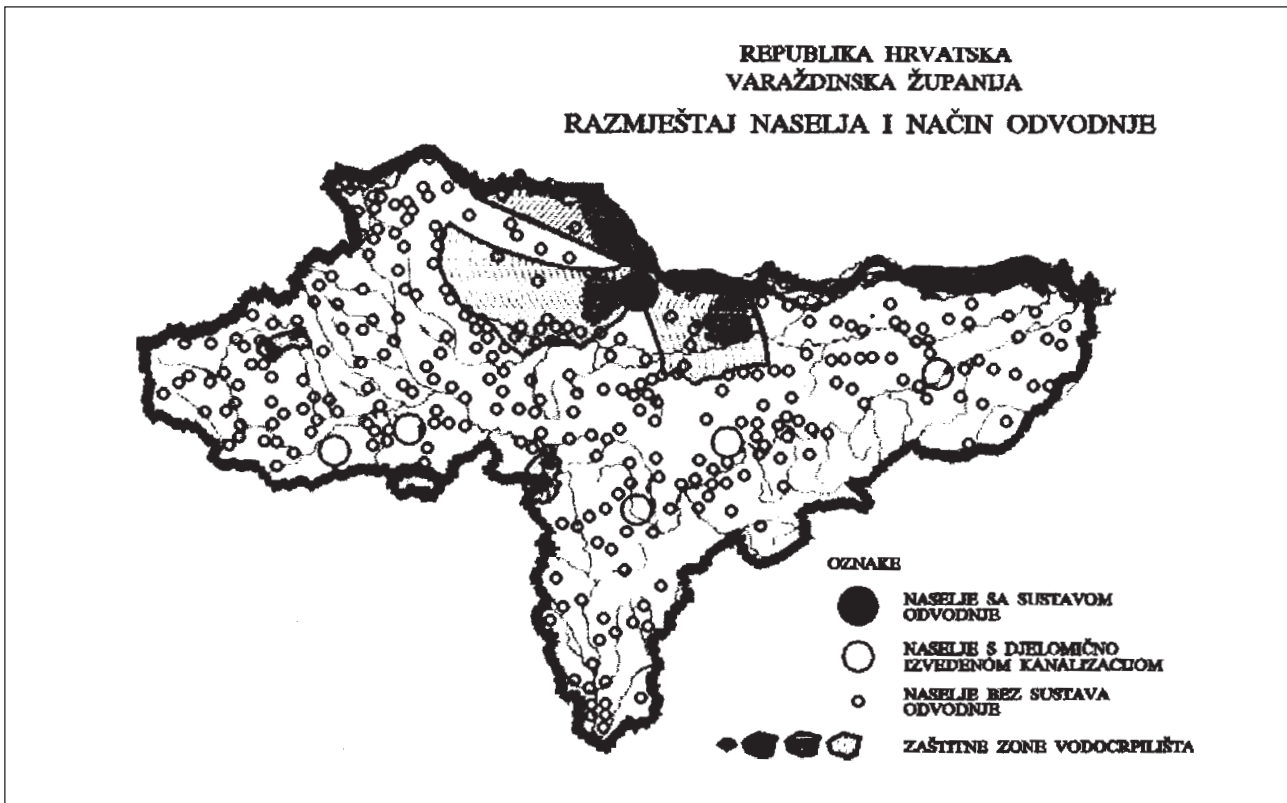 REPUBLIKA HRVATSKA
VARAŽDINSKA ŽUPANIJA
RAZMJEŠTAJ NASELJA I NAČIN ODVODNJE
OZNAKE
NASELJE SA SUSTAVOM
ODVODNJE
NASELJE S DJELOMIČNO
IZVEDENOM KANALIZACIJOM
NASELJE BEZ SUSTAVA
ODVODNJE
ZAŠTITNE ZONE VODOCRPILIŠTA